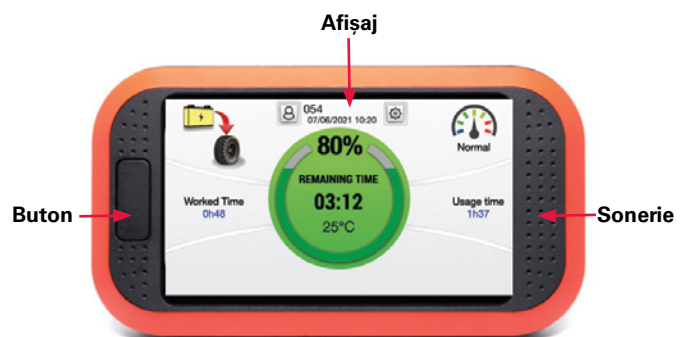 Afișaj
054
07/06/2021 10:20
80%
Normal
REMAINING TIME
Worked Time
0h48
03:12
Usage time
1h37
25°C
Buton
Sonerie